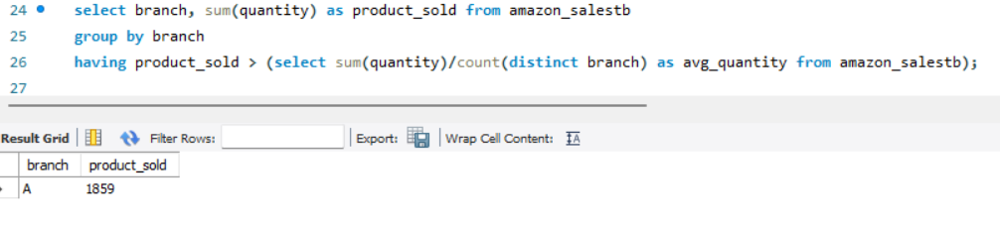 24 select branch, sum(quantity) as product_sold from amazon_salestb
25 group by branch
26 having product_sold > (select sum(quantity)/count(distinct branch) as avg_quantity from amazon_salestb);
27
Result Grid Filter Rows: Export: Wrap Cell Content: IA
branch product_sold
A 1859